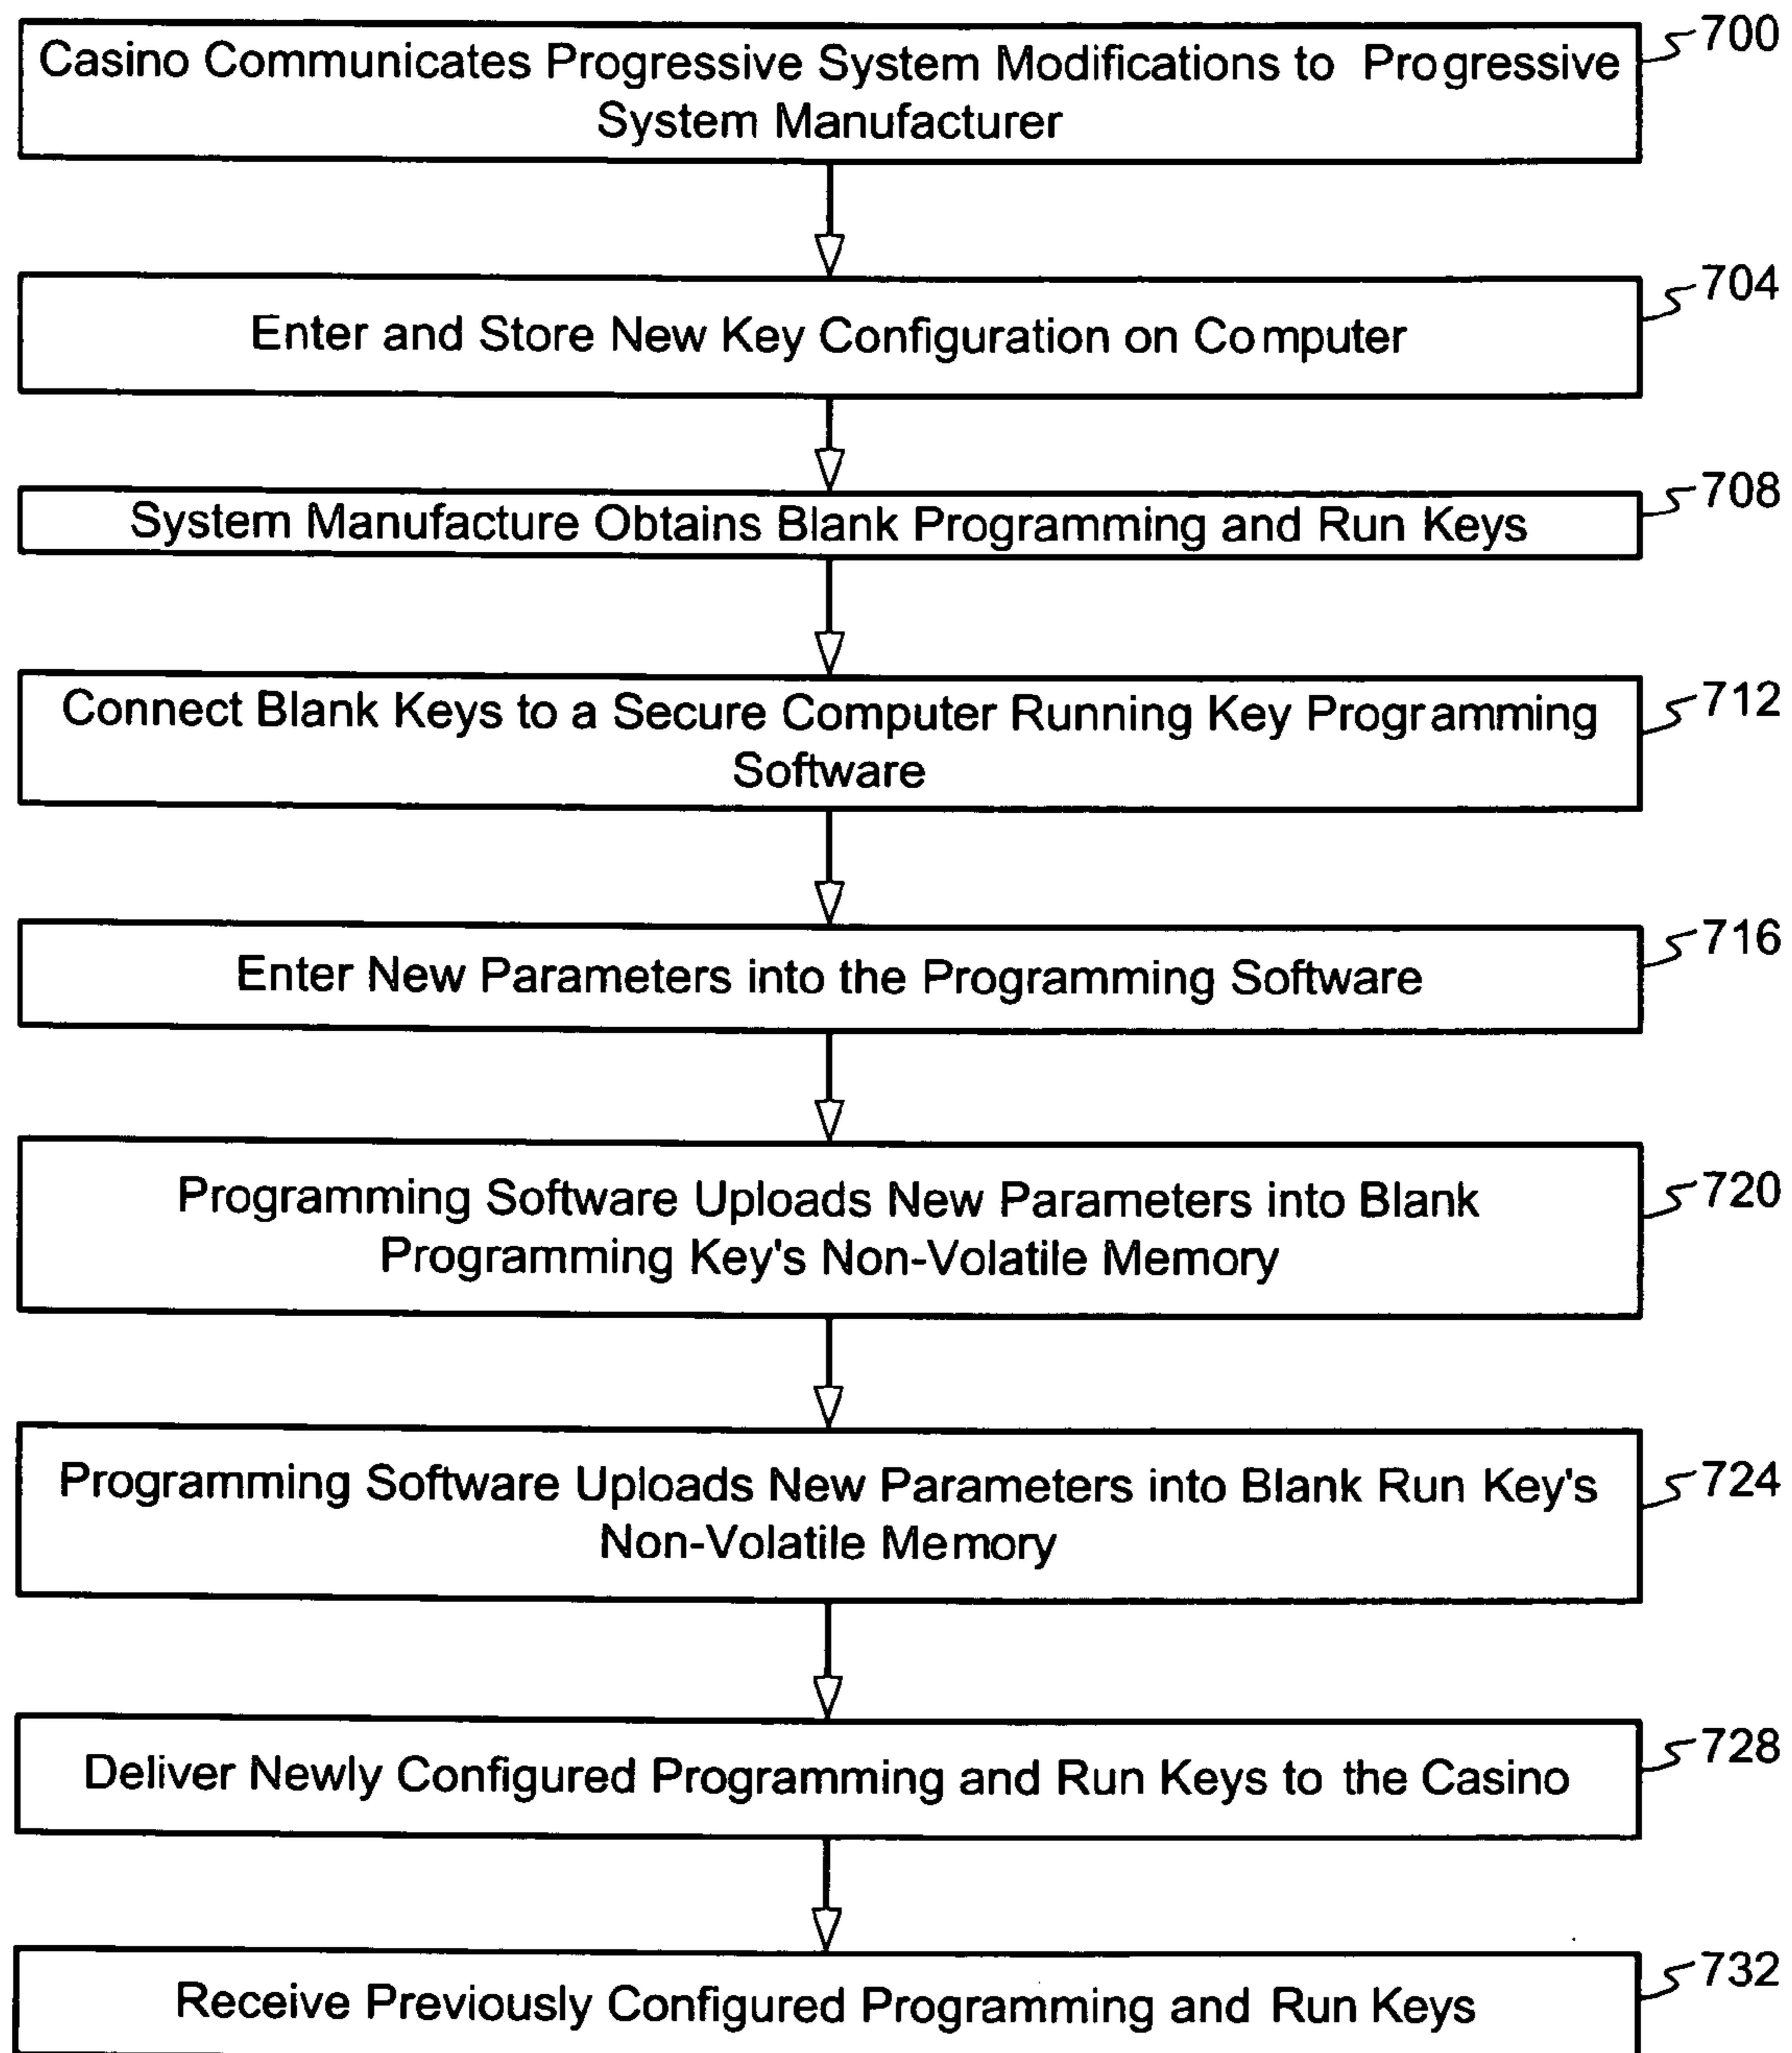 Casino Communicates Progressive System Modifications to Progressive
System Manufacturer
700
Enter and Store New Key Configuration on Computer
704
System Manufacture Obtains Blank Programming and Run Keys
708
Connect Blank Keys to a Secure Computer Running Key Programming
Software
712
Enter New Parameters into the Programming Software
716
Programming Software Uploads New Parameters into Blank
Programming Key's Non-Volatile Memory
720
Programming Software Uploads New Parameters into Blank Run Key's
Non-Volatile Memory
724
Deliver Newly Configured Programming and Run Keys to the Casino
728
Receive Previously Configured Programming and Run Keys
732